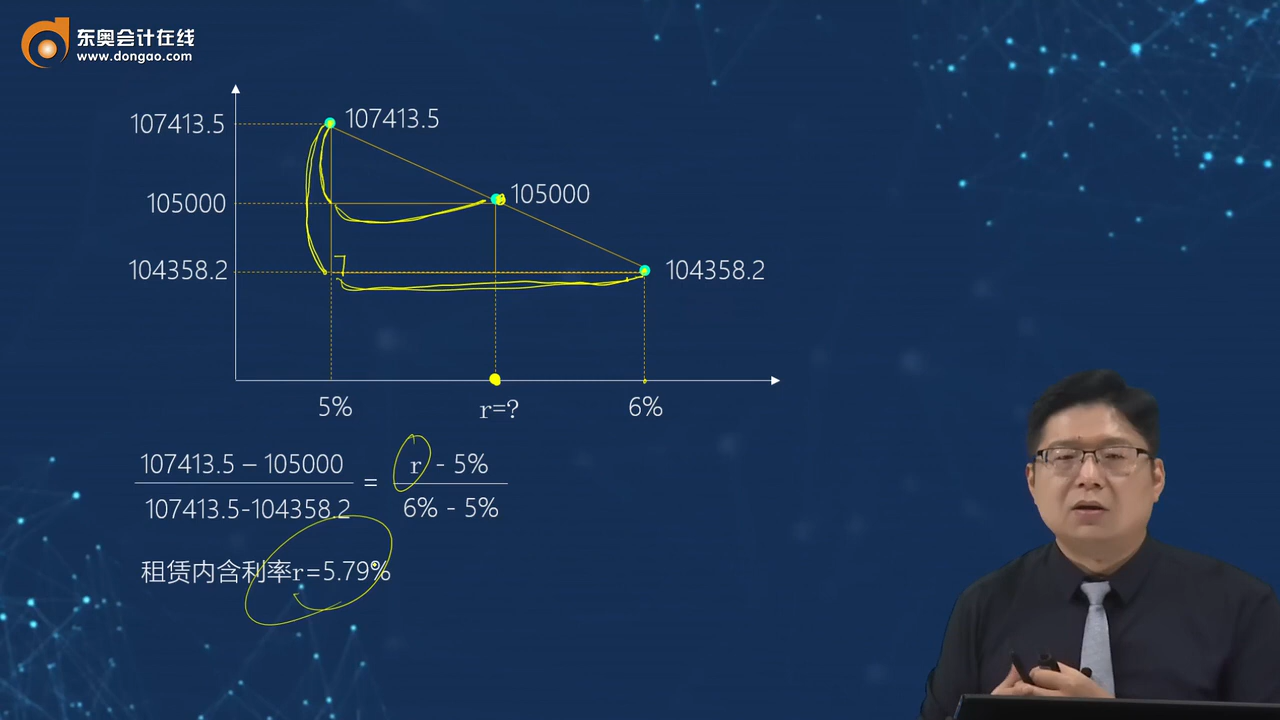 东奥会计在线
www.dongao.com
107413.5
107413.5
105000
105000
104358.2
104358.2
5%
r=?
6%
107413.5 – 105000
107413.5-104358.2
=
r - 5%
6% - 5%
租赁内含利率r=5.79%